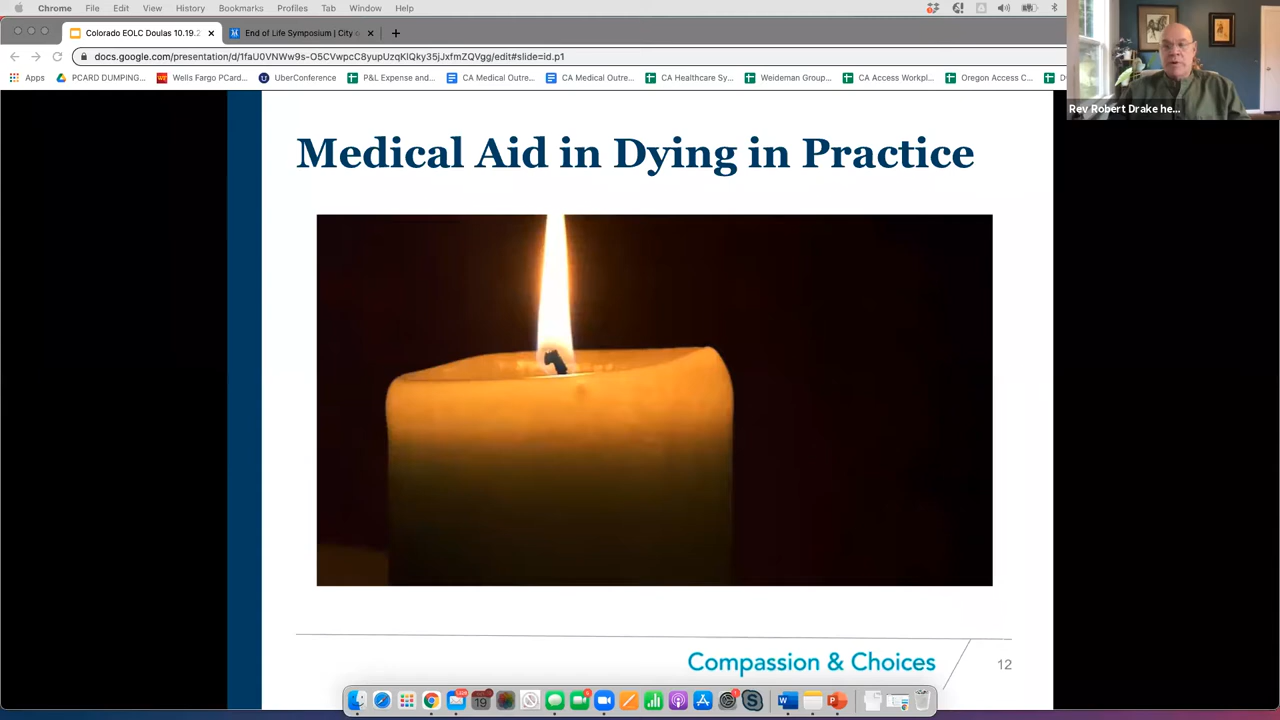 Chrome File Edit View History Bookmarks Profiles Tab Window Help
Colorado EOLC Doulas 10.19.2
End of Life Symposium | City
docs.google.com/presentation/d/1faU0VNWw9s-O5CVwpcC8yupUzqKlQky35jJxfmZQVgg/edit#slide=id.p1
Apps PCARD DUMPING... Wells Fargo PCard... UberConference P&L Expense and... CA Medical Outre... CA Medical Outre... CA Healthcare Sy... Weideman Group... CA Access Workpl... Oregon Access C...
Rev Robert Drake he...
Medical Aid in Dying in Practice
Compassion & Choices
12
19